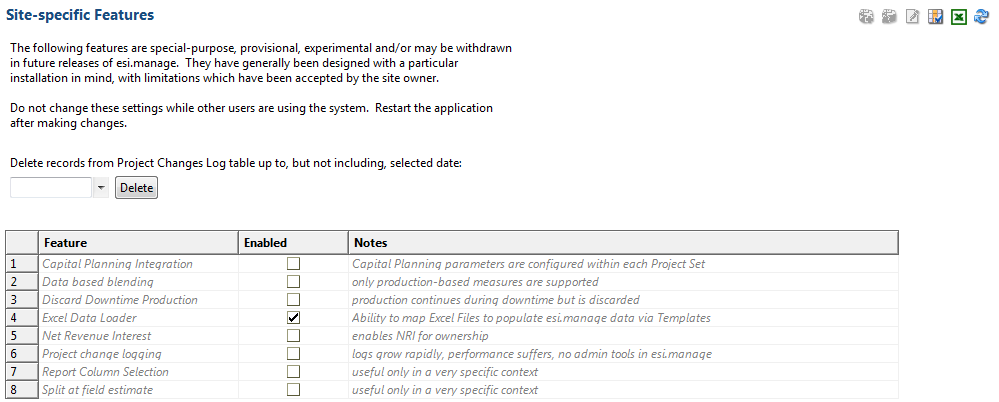 Site-specific Features
The following features are special-purpose, provisional, experimental and/or may be withdrawn
in future releases of esi.manage. They have generally been designed with a particular
installation in mind, with limitations which have been accepted by the site owner.
Do not change these settings while other users are using the system. Restart the application
after making changes.
Delete records from Project Changes Log table up to, but not including, selected date:
Delete
Feature Enabled Notes
1 Capital Planning Integration Capital Planning parameters are configured within each Project Set
2 Data based blending only production-based measures are supported
3 Discard Downtime Production production continues during downtime but is discarded
4 Excel Data Loader Ability to map Excel Files to populate esi.manage data via Templates
5 Net Revenue Interest enables NRI for ownership
6 Project change logging logs grow rapidly, performance suffers, no admin tools in esi.manage
7 Report Column Selection useful only in a very specific context
8 Split at field estimate useful only in a very specific context